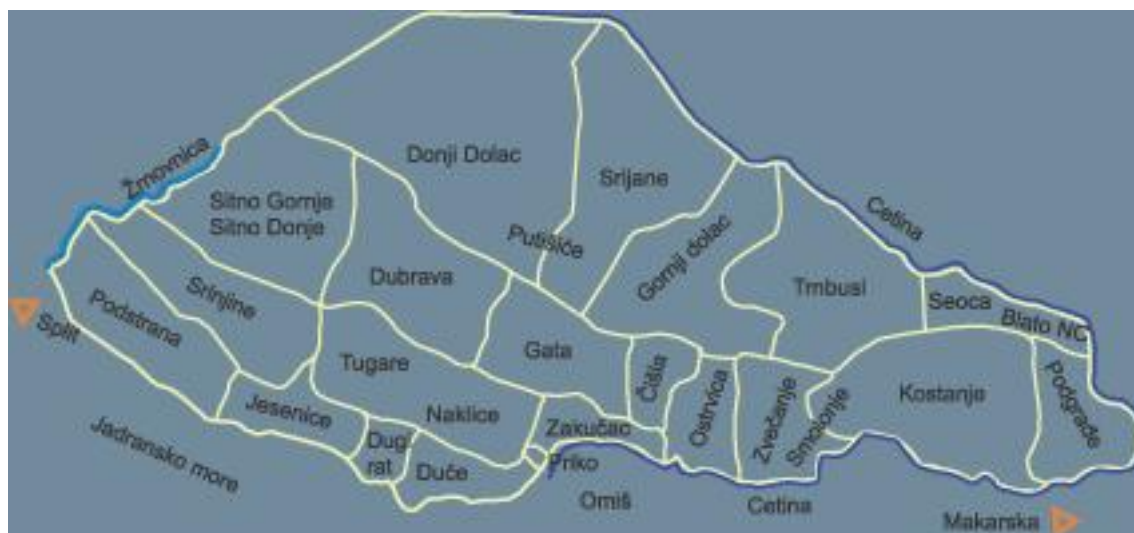 Žrnovnica
Donji Dolac
Srijane
Sitno Gornje
Sitno Donje
Cetina
Putišiće
Gornji dolac
Dubrava
Trnbusi
Srinjine
Podstrana
Seoca
Blato NC
Split
Gata
Tugare
Čišla
Kostanje
Podgrađe
Ostrvica
Zvečanje
Smolonje
Jesenice
Naklice
Zakučac
Dugi
rat
Duće
Priko
Jadransko more
Omiš
Cetina
Makarska